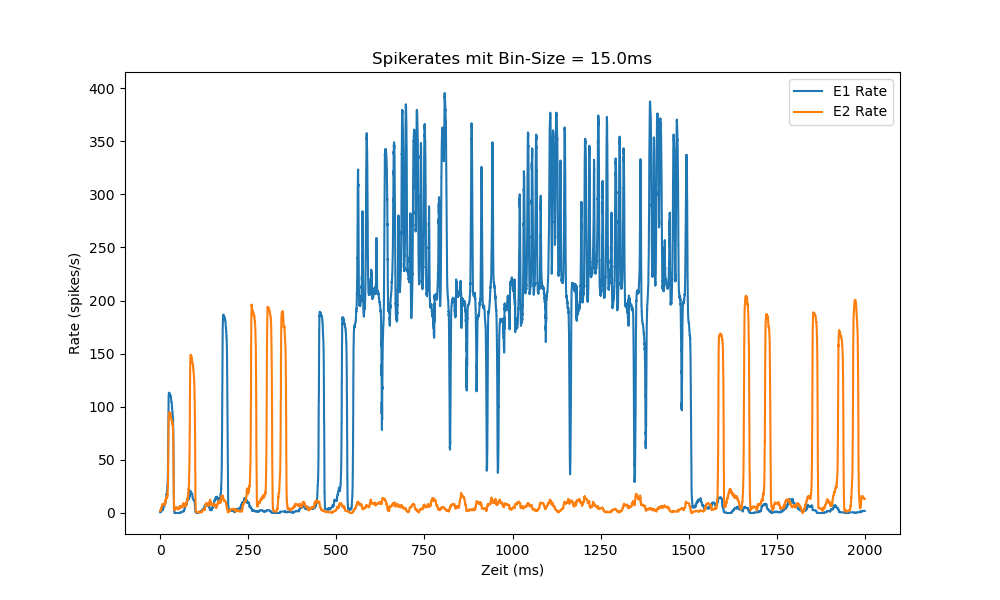 Spikerates mit Bin-Size = 15.0ms
E1 Rate
E2 Rate
Rate (spikes/s)
400
350
300
250
200
150
100
50
0
0 250 500 750 1000 1250 1500 1750 2000
Zeit (ms)